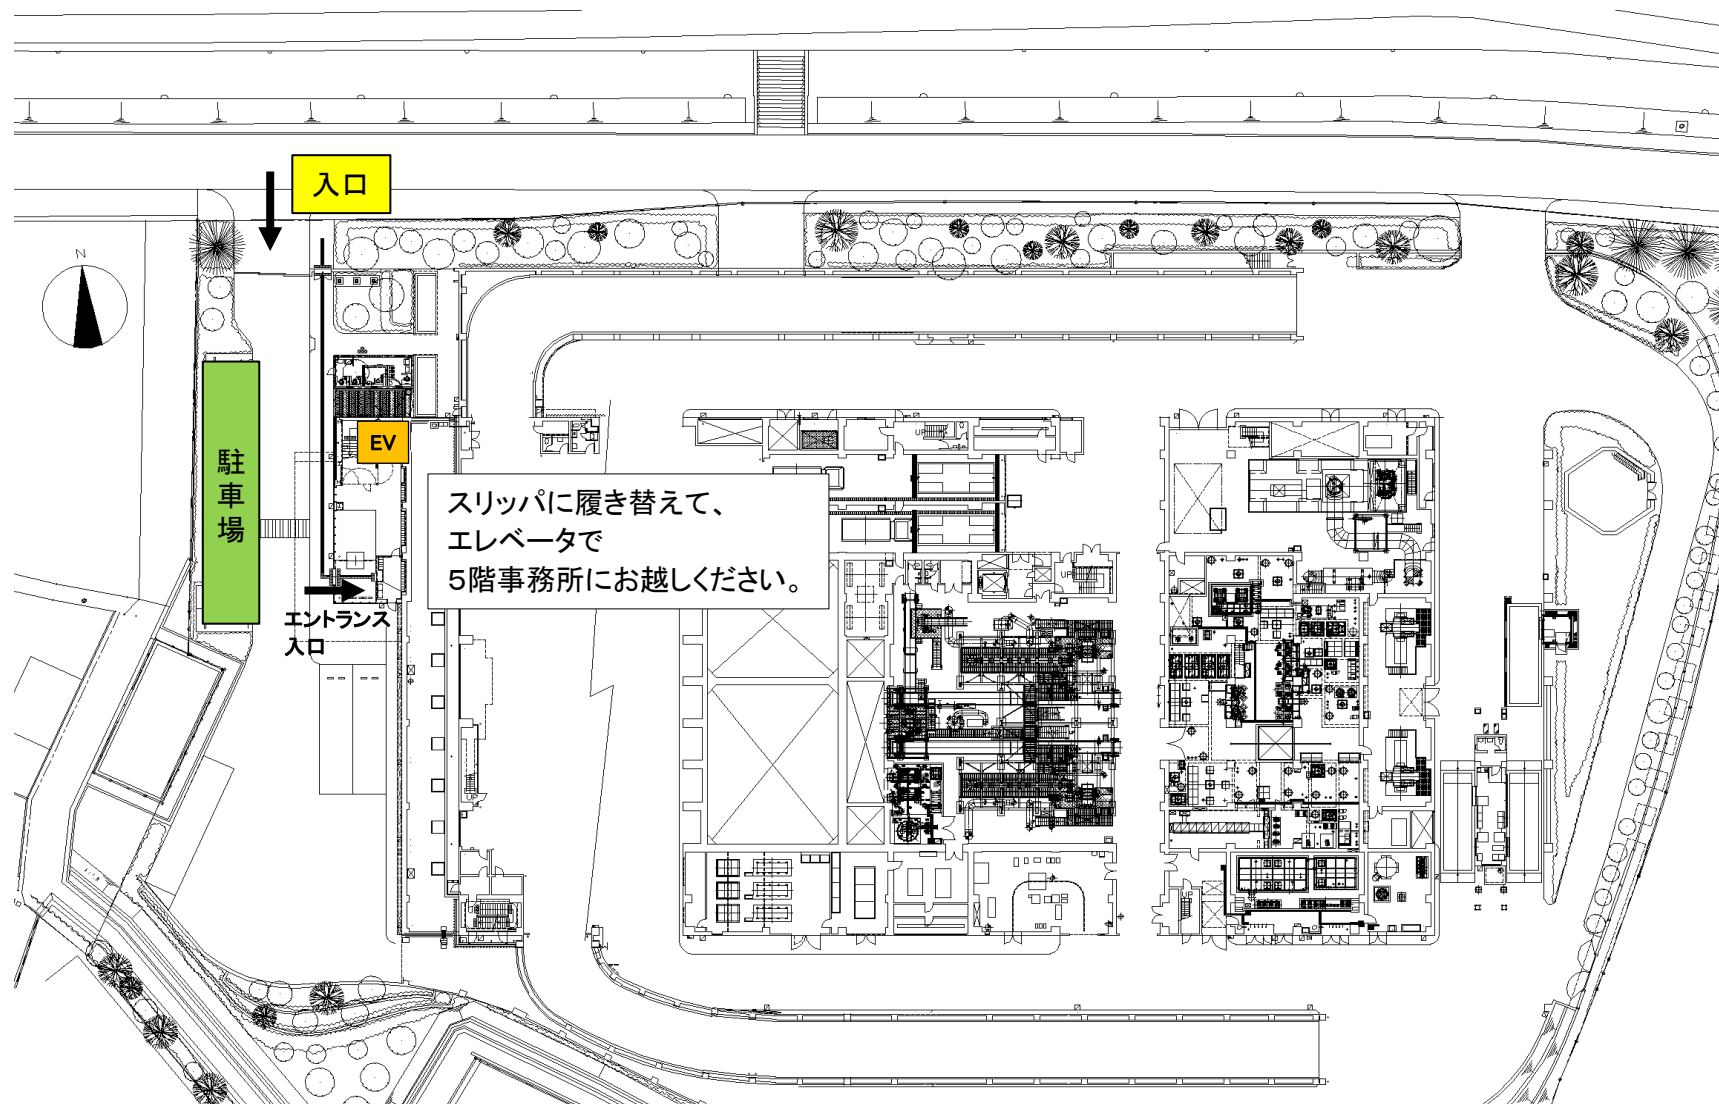 入口
N
EV
駐車場
スリッパに履き替えて、
エレベータで
５階事務所にお越しください。
エントランス
入口
UP
UP
UP